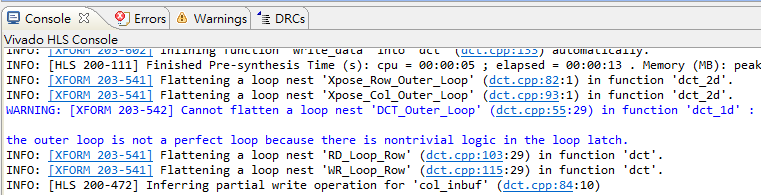 Console Errors Warnings DRCs
Vivado HLS Console
INFO: [XFORM 203-602] Inlining function 'write_data' into 'dct' (dct.cpp:133) automatically.
INFO: [HLS 200-111] Finished Pre-synthesis Time (s): cpu = 00:00:05 ; elapsed = 00:00:13 . Memory (MB): peak
INFO: [XFORM 203-541] Flattening a loop nest 'Xpose_Row_Outer_Loop' (dct.cpp:82:1) in function 'dct_2d'.
INFO: [XFORM 203-541] Flattening a loop nest 'Xpose_Col_Outer_Loop' (dct.cpp:93:1) in function 'dct_2d'.
WARNING: [XFORM 203-542] Cannot flatten a loop nest 'DCT_Outer_Loop' (dct.cpp:55:29) in function 'dct_1d' :
the outer loop is not a perfect loop because there is nontrivial logic in the loop latch.
INFO: [XFORM 203-541] Flattening a loop nest 'RD_Loop_Row' (dct.cpp:103:29) in function 'dct'.
INFO: [XFORM 203-541] Flattening a loop nest 'WR_Loop_Row' (dct.cpp:115:29) in function 'dct'.
INFO: [HLS 200-472] Inferring partial write operation for 'col_inbuf' (dct.cpp:84:10)